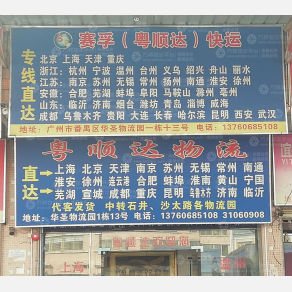 赛孚（粤顺达）快运
专线直达
北京 上海 天津 重庆
浙江：杭州 宁波 温州 台州 义乌 绍兴 舟山 丽水
江苏：南京 苏州 无锡 常州 扬州 南通 淮安 徐州
安徽：合肥 芜湖 蚌埠 阜阳 马鞍山 滁州 亳州
山东：临沂 济南 烟台 潍坊 青岛 淄博 威海
成都 乌鲁木齐 贵阳 大连 长春 哈尔滨 昆明 西安 武汉
地址：广州市番禺区华圣物流园一栋十三号 电话：13760685108
粤顺达物流
直达
上海 北京 天津 南京 苏州 无锡 常州 南通
淮安 徐州 连云港 合肥 蚌埠 淮南 黄山 宁国
芜湖 宣城 成都 重庆 昆明 济南 临沂
代客发货 中转石井、沙太路各物流园
地址：华圣物流园1栋13号 电话：13760685108 31060908